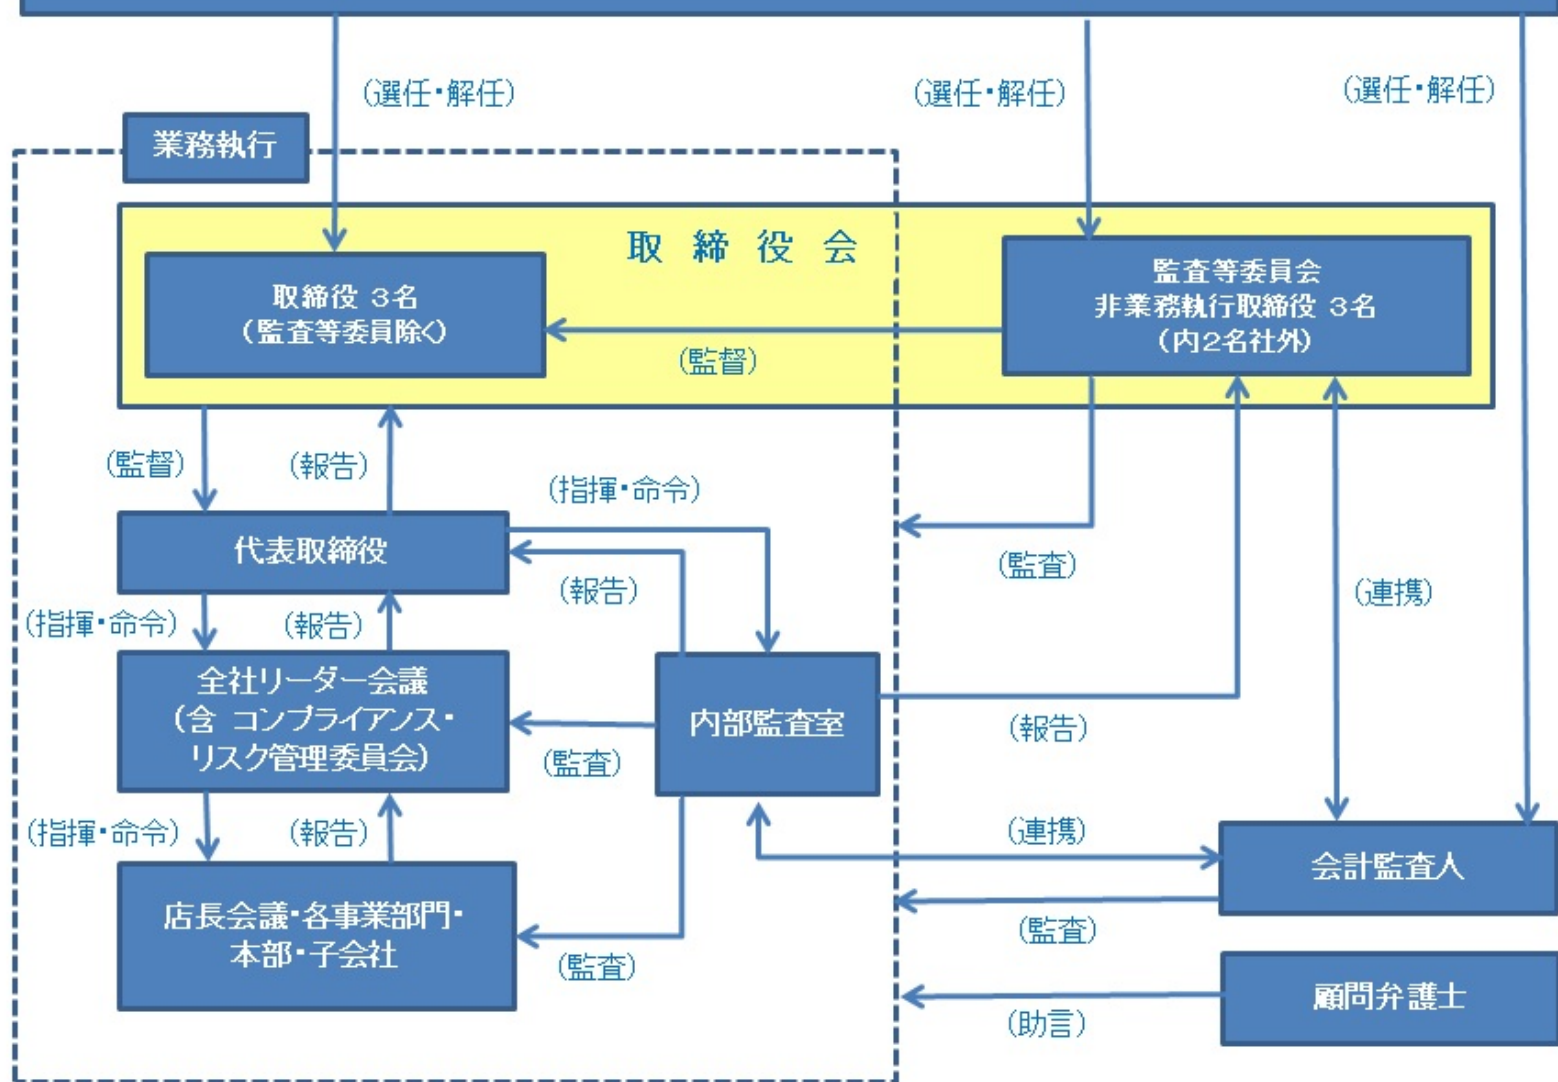 (選任・解任)
(選任・解任)
(選任・解任)
業務執行
取締役会
取締役 3名
(監査等委員除く)
監査等委員会
非業務執行取締役 3名
(内2名社外)
(監督)
(監督)
(報告)
(指揮・命令)
代表取締役
(報告)
(監査)
(連携)
(指揮・命令)
(報告)
全社リーダー会議
(含 コンプライアンス・
リスク管理委員会)
内部監査室
(監査)
(報告)
(指揮・命令)
(報告)
(連携)
会計監査人
店長会議・各事業部門・
本部・子会社
(監査)
(監査)
顧問弁護士
(助言)